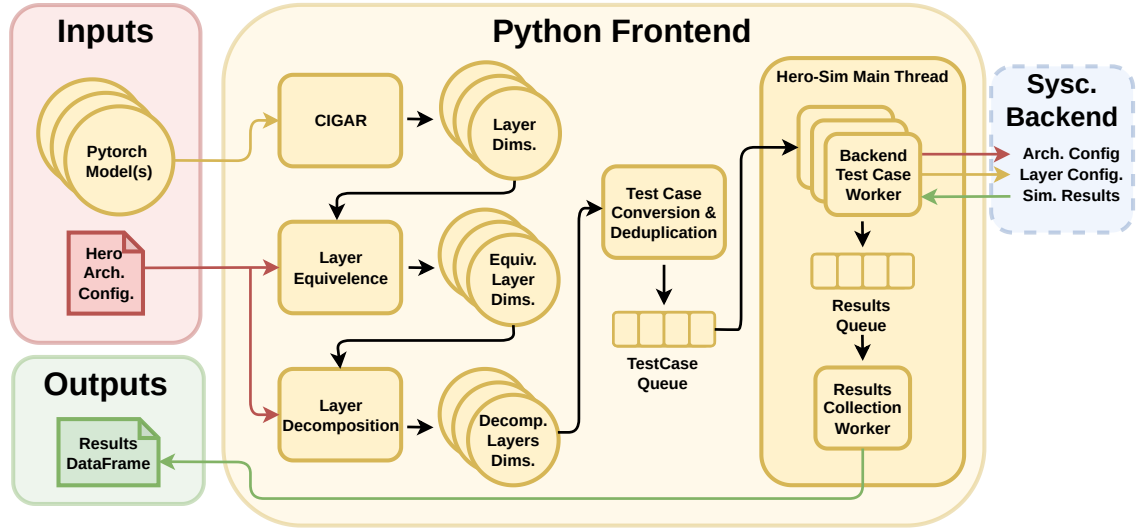 Inputs
Pytorch
Model(s)
Hero
Arch.
Config.
Outputs
Results
DataFrame
Python Frontend
CIGAR
Layer
Dims.
Layer
Equivelence
Equiv.
Layer
Dims.
Layer
Decomposition
Decomp.
Layers
Dims.
Test Case
Conversion &
Deduplication
TestCase
Queue
Hero-Sim Main Thread
Backend
Test Case
Worker
Results
Queue
Results
Collection
Worker
Sysc.
Backend
Arch. Config
Layer Config.
Sim. Results